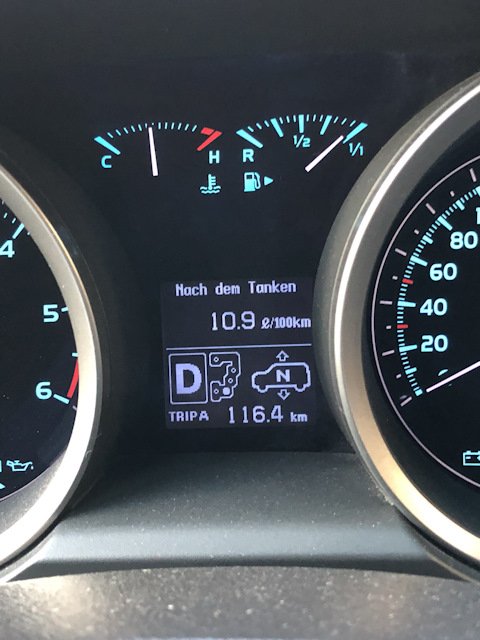 C H
R 1/2 1/1
Nach dem Tanken
10.9 ℓ/100km
D N
TRIP A 116.4 km
4
5
6
80
60
40
20